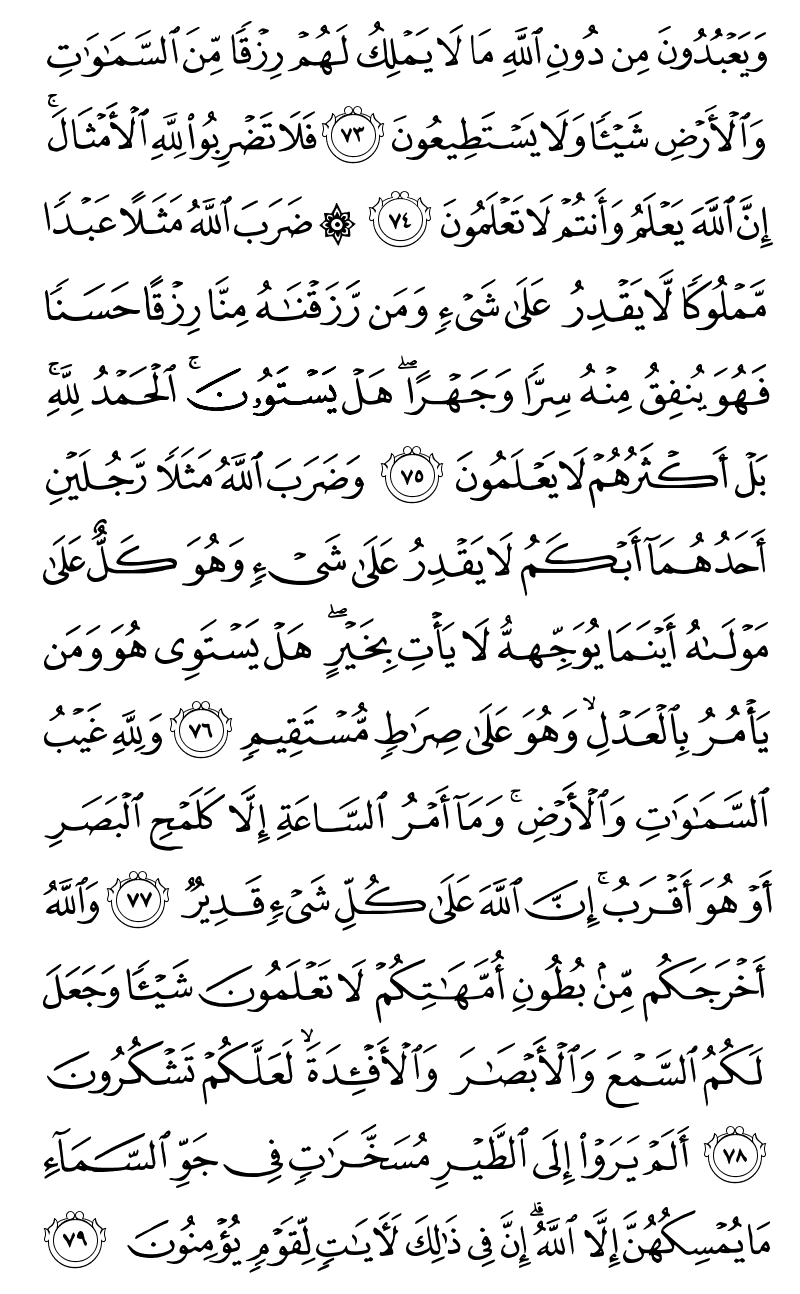 وَيَعۡبُدُونَ مِن دُونِ ٱللَّهِ مَا لَا يَمۡلِكُ لَهُمۡ رِزۡقٗا مِّنَ ٱلسَّمَٰوَٰتِ
وَٱلۡأَرۡضِ شَيۡـٔٗا وَلَا يَسۡتَطِيعُونَ ٧٣ فَلَا تَضۡرِبُواْ لِلَّهِ ٱلۡأَمۡثَالَۚ
إِنَّ ٱللَّهَ يَعۡلَمُ وَأَنتُمۡ لَا تَعۡلَمُونَ ٧٤ ۞ ضَرَبَ ٱللَّهُ مَثَلًا عَبۡدٗا
مَّمۡلُوكٗا لَّا يَقۡدِرُ عَلَىٰ شَيۡءٖ وَمَن رَّزَقۡنَٰهُ مِنَّا رِزۡقًا حَسَنٗا
فَهُوَ يُنفِقُ مِنۡهُ سِرّٗا وَجَهۡرًاۖ هَلۡ يَسۡتَوُۥنَۚ ٱلۡحَمۡدُ لِلَّهِۚ
بَلۡ أَكۡثَرُهُمۡ لَا يَعۡلَمُونَ ٧٥ وَضَرَبَ ٱللَّهُ مَثَلٗا رَّجُلَيۡنِ
أَحَدُهُمَآ أَبۡكَمُ لَا يَقۡدِرُ عَلَىٰ شَيۡءٖ وَهُوَ كَلٌّ عَلَىٰ
مَوۡلَىٰهُ أَيۡنَمَا يُوَجِّههُّ لَا يَأۡتِ بِخَيۡرٍۖ هَلۡ يَسۡتَوِي هُوَ وَمَن
يَأۡمُرُ بِٱلۡعَدۡلِۙ وَهُوَ عَلَىٰ صِرَٰطٖ مُّسۡتَقِيمٖ ٧٦ وَلِلَّهِ غَيۡبُ
ٱلسَّمَٰوَٰتِ وَٱلۡأَرۡضِۚ وَمَآ أَمۡرُ ٱلسَّاعَةِ إِلَّا كَلَمۡحِ ٱلۡبَصَرِ
أَوۡ هُوَ أَقۡرَبُۚ إِنَّ ٱللَّهَ عَلَىٰ كُلِّ شَيۡءٖ قَدِيرٞ ٧٧ وَٱللَّهُ
أَخۡرَجَكُم مِّنۢ بُطُونِ أُمَّهَٰتِكُمۡ لَا تَعۡلَمُونَ شَيۡـٔٗا وَجَعَلَ
لَكُمُ ٱلسَّمۡعَ وَٱلۡأَبۡصَٰرَ وَٱلۡأَفۡـِٔدَةَۙ لَعَلَّكُمۡ تَشۡكُرُونَ
٧٨ أَلَمۡ يَرَوۡاْ إِلَى ٱلطَّيۡرِ مُسَخَّرَٰتٖ فِي جَوِّ ٱلسَّمَآءِ
مَا يُمۡسِكُهُنَّ إِلَّا ٱللَّهُۚ إِنَّ فِي ذَٰلِكَ لَأٓيَٰتٖ لِّقَوۡمٖ يُؤۡمِنُونَ ٧٩